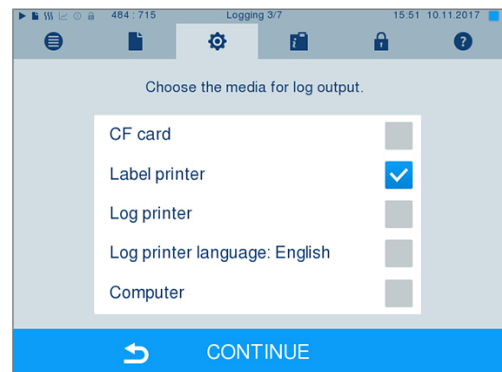 484 : 715 Logging 3/7 15:51 10.11.2017
Choose the media for log output.
CF card
Label printer
Log printer
Log printer language: English
Computer
CONTINUE